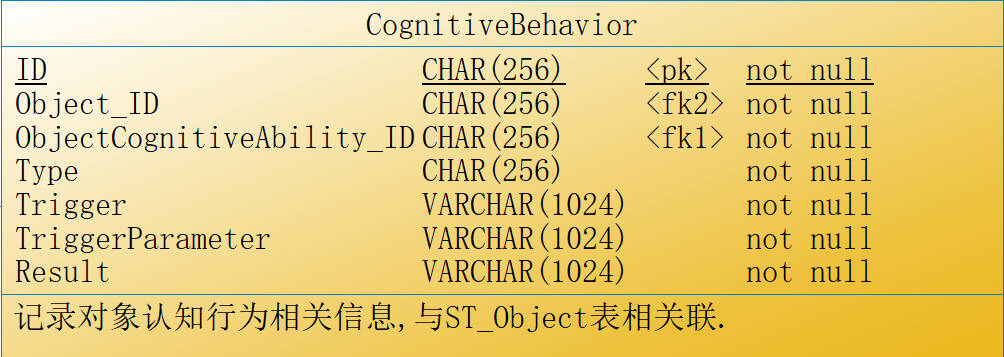 CognitiveBehavior
ID CHAR(256) <pk> not null
Object_ID CHAR(256) <fk2> not null
ObjectCognitiveAbility_ID CHAR(256) <fk1> not null
Type CHAR(256) not null
Trigger VARCHAR(1024) not null
TriggerParameter VARCHAR(1024) not null
Result VARCHAR(1024) not null
记录对象认知行为相关信息,与ST_Object表相关联.